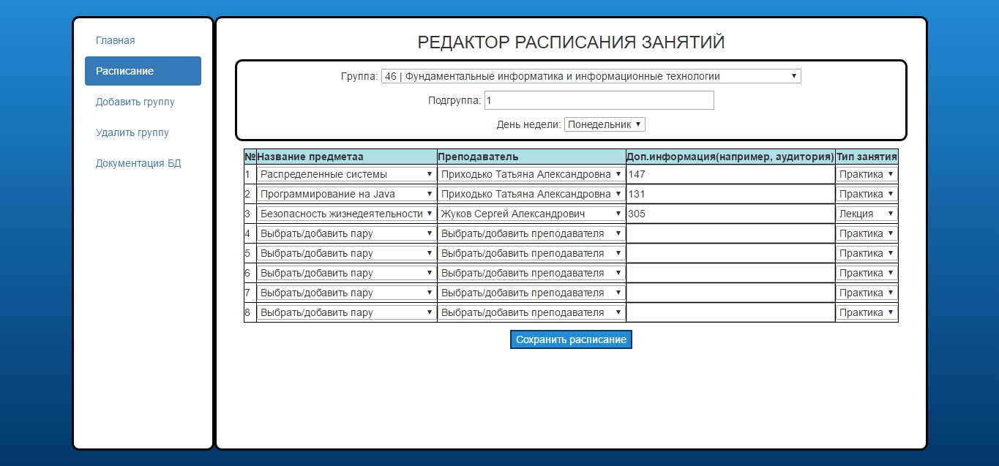 Главная
Расписание
Добавить группу
Удалить группу
Документация БД
РЕДАКТОР РАСПИСАНИЯ ЗАНЯТИЙ
Группа: 46 | Фундаментальные информатика и информационные технологии
Подгруппа: 1
День недели: Понедельник
№ Название предметаа Преподаватель Доп.информация(например, аудитория) Тип занятия
1 Распределенные системы Приходько Татьяна Александровна 147 Практика
2 Программирование на Java Приходько Татьяна Александровна 131 Практика
3 Безопасность жизнедеятельности Жуков Сергей Александрович 305 Лекция
4 Выбрать/добавить пару Выбрать/добавить преподавателя Практика
5 Выбрать/добавить пару Выбрать/добавить преподавателя Практика
6 Выбрать/добавить пару Выбрать/добавить преподавателя Практика
7 Выбрать/добавить пару Выбрать/добавить преподавателя Практика
8 Выбрать/добавить пару Выбрать/добавить преподавателя Практика
Сохранить расписание